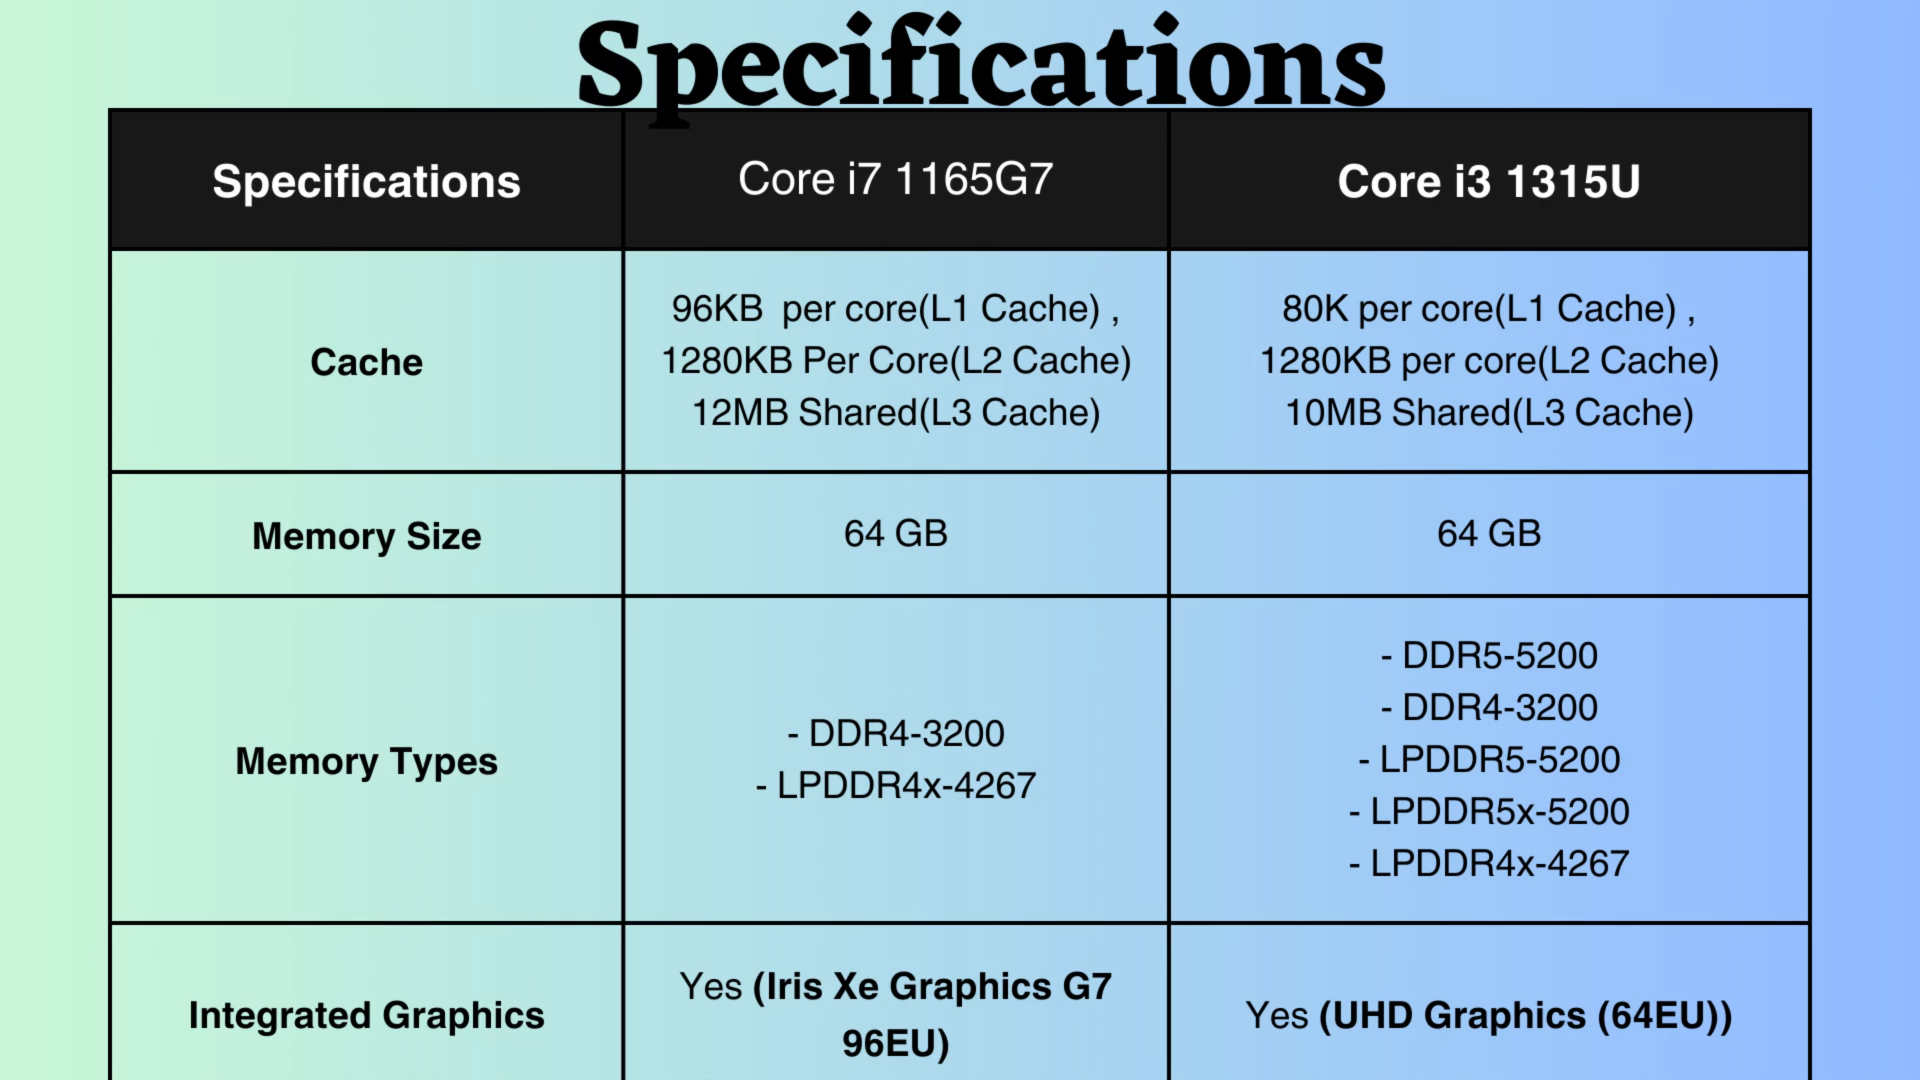 Specifications
Specifications Core i7 1165G7 Core i3 1315U
Cache
96KB per core(L1 Cache) ,
1280KB Per Core(L2 Cache)
12MB Shared(L3 Cache)
80K per core(L1 Cache) ,
1280KB per core(L2 Cache)
10MB Shared(L3 Cache)
Memory Size 64 GB 64 GB
Memory Types
- DDR4-3200
- LPDDR4x-4267
- DDR5-5200
- DDR4-3200
- LPDDR5-5200
- LPDDR5x-5200
- LPDDR4x-4267
Integrated Graphics
Yes (Iris Xe Graphics G7
96EU)
Yes (UHD Graphics (64EU))